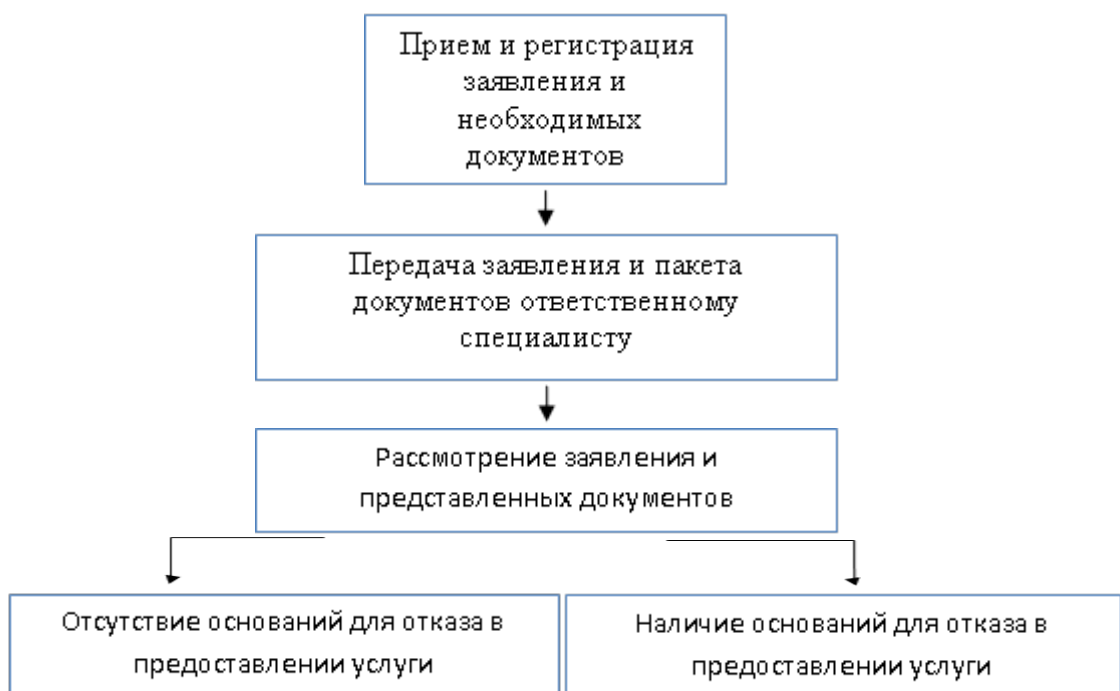 Прием и регистрация
заявления и
необходимых
документов
Передача заявления и пакета
документов ответственному
специалисту
Рассмотрение заявления и
представленных документов
Отсутствие оснований для отказа в
предоставлении услуги
Наличие оснований для отказа в
предоставлении услуги